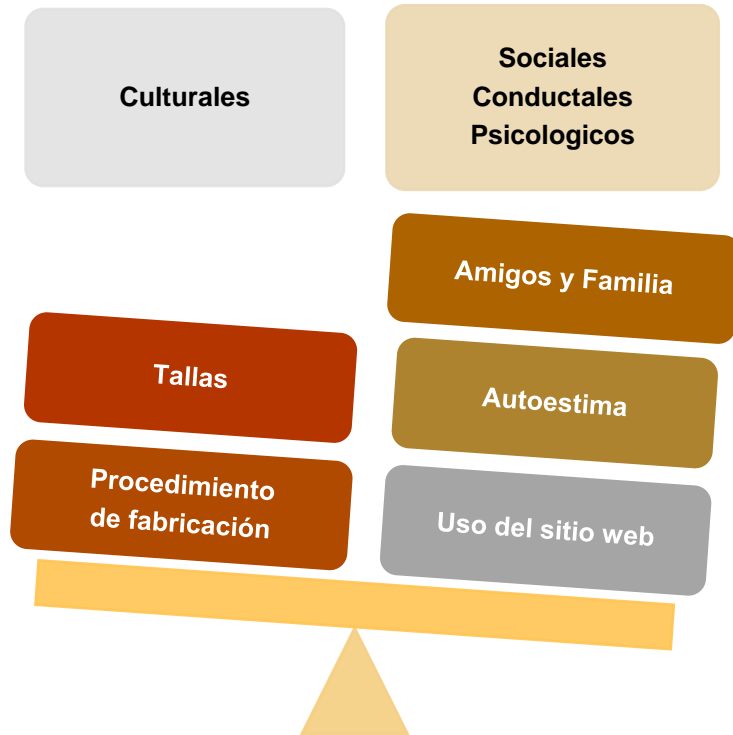 Culturales
Sociales
Conductales
Psicologicos
Amigos y Familia
Tallas
Autoestima
Procedimiento
de fabricación
Uso del sitio web